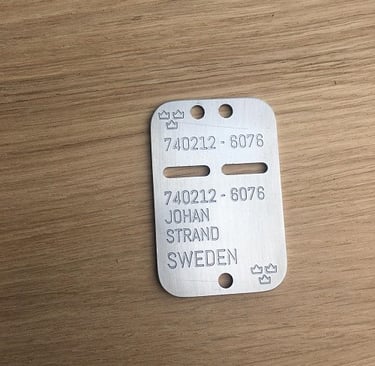 740212 - 6076
740212 - 6076
JOHAN
STRAND
SWEDEN